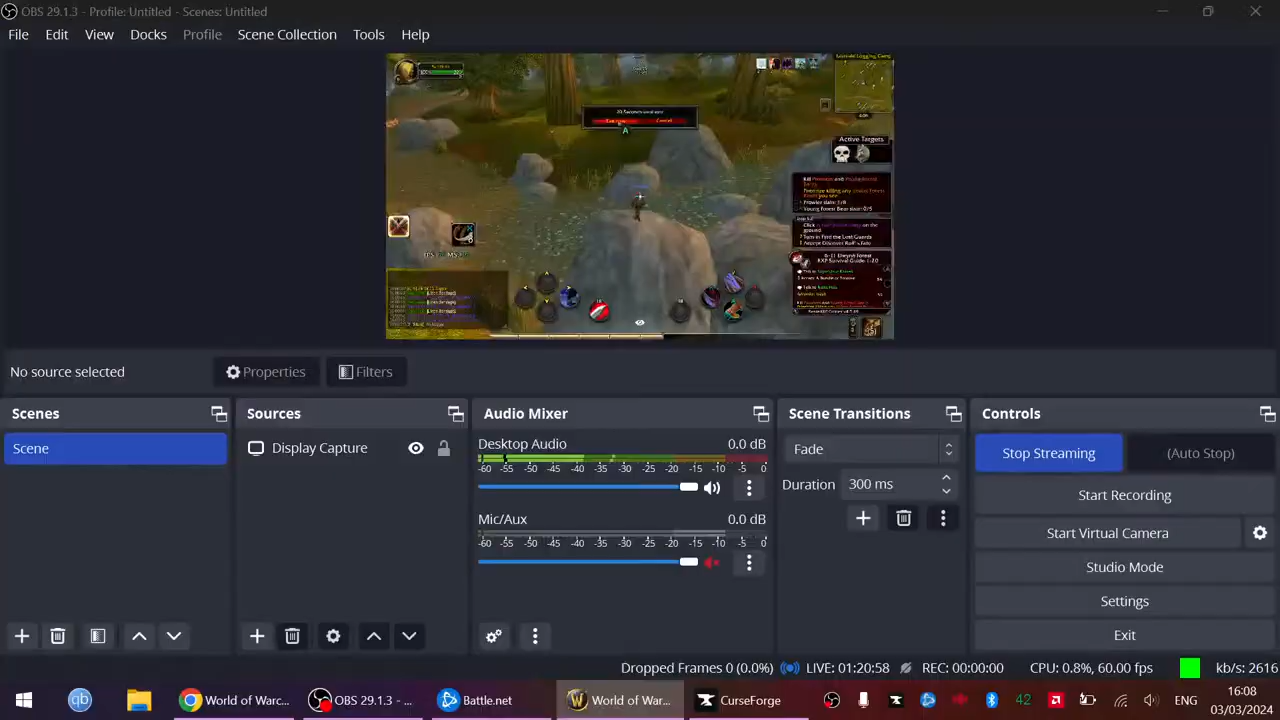 OBS 29.1.3 - Profile: Untitled - Scenes: Untitled
File Edit View Docks Profile Scene Collection Tools Help
Active Targets
No source selected
Properties
Filters
Scenes
Scene
Sources
Display Capture
Audio Mixer
Desktop Audio 0.0 dB
-60 -55 -50 -45 -40 -35 -30 -25 -20 -15 -10 -5 0
Mic/Aux 0.0 dB
-60 -55 -50 -45 -40 -35 -30 -25 -20 -15 -10 -5 0
Scene Transitions
Fade
Duration 300 ms
Controls
Stop Streaming (Auto Stop)
Start Recording
Start Virtual Camera
Studio Mode
Settings
Exit
Dropped Frames 0 (0.0%) LIVE: 01:20:58 REC: 00:00:00 CPU: 0.8%, 60.00 fps kb/s: 2616
qb World of Warc... OBS 29.1.3 - ... Battle.net World of War... CurseForge 42 ENG
16:08
03/03/2024